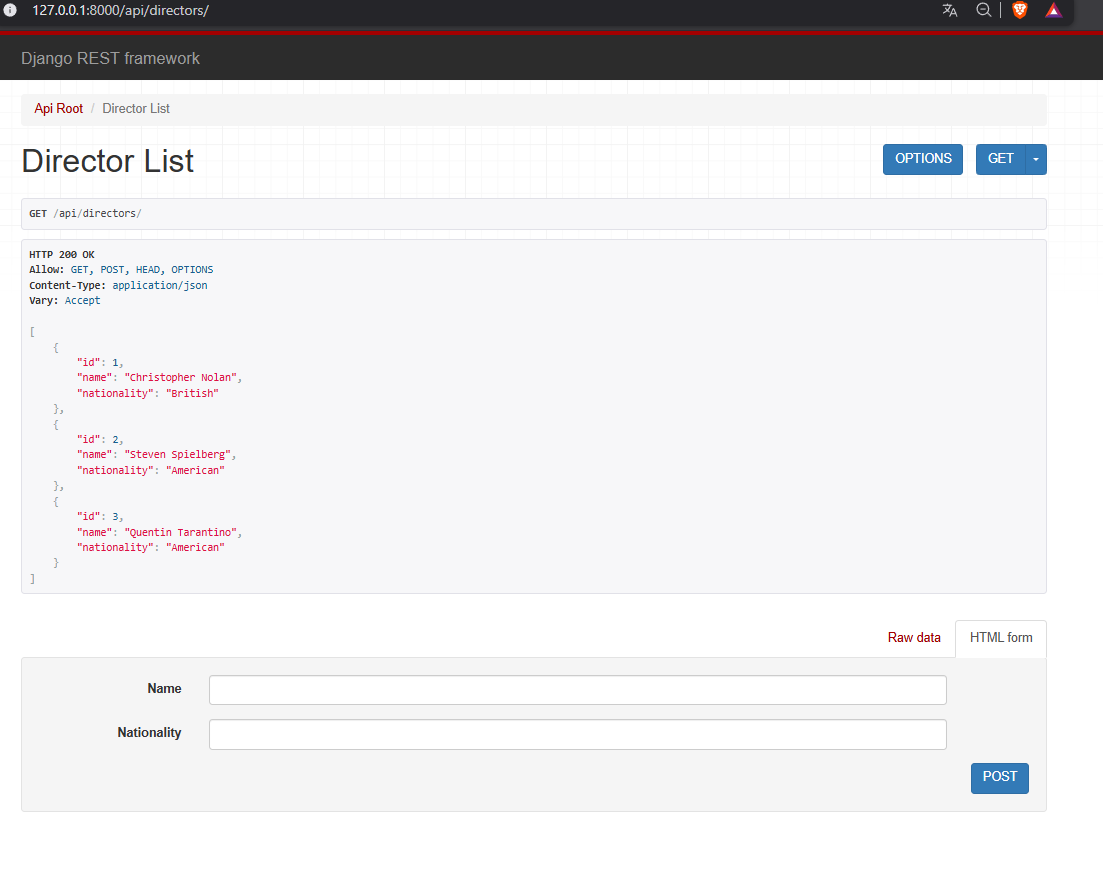 127.0.0.1:8000/api/directors/
Django REST framework
Api Root / Director List
Director List
OPTIONS
GET
GET /api/directors/
HTTP 200 OK
Allow: GET, POST, HEAD, OPTIONS
Content-Type: application/json
Vary: Accept
[
    {
        "id": 1,
        "name": "Christopher Nolan",
        "nationality": "British"
    },
    {
        "id": 2,
        "name": "Steven Spielberg",
        "nationality": "American"
    },
    {
        "id": 3,
        "name": "Quentin Tarantino",
        "nationality": "American"
    }
]
Raw data
HTML form
Name
Nationality
POST